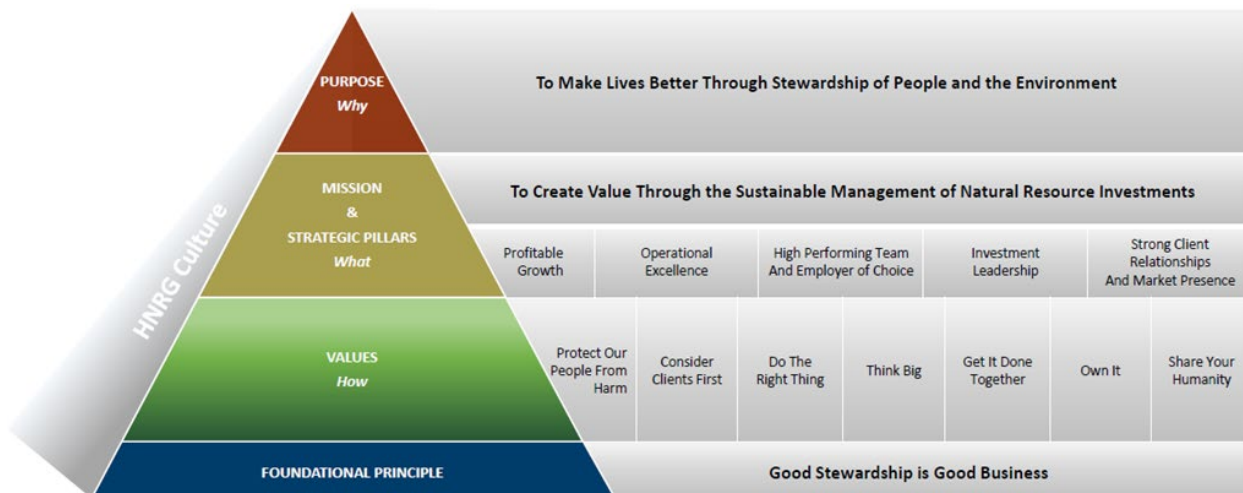 HNRG Culture
PURPOSE
Why
To Make Lives Better Through Stewardship of People and the Environment
MISSION
&
STRATEGIC PILLARS
What
To Create Value Through the Sustainable Management of Natural Resource Investments
Profitable
Growth
Operational
Excellence
High Performing Team
And Employer of Choice
Investment
Leadership
Strong Client
Relationships
And Market Presence
VALUES
How
Protect Our
People From
Harm
Consider
Clients First
Do The
Right Thing
Think Big
Get It Done
Together
Own It
Share Your
Humanity
FOUNDATIONAL PRINCIPLE
Good Stewardship is Good Business